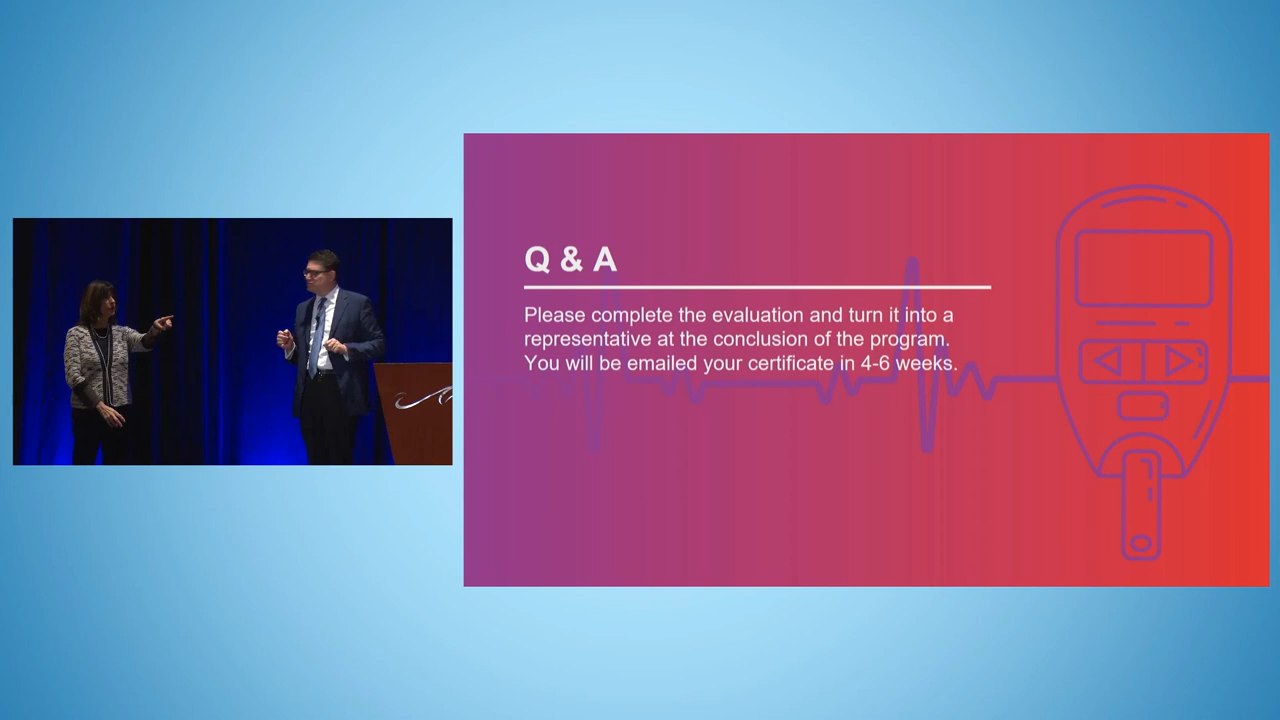 Q & A
Please complete the evaluation and turn it into a
representative at the conclusion of the program.
You will be emailed your certificate in 4-6 weeks.